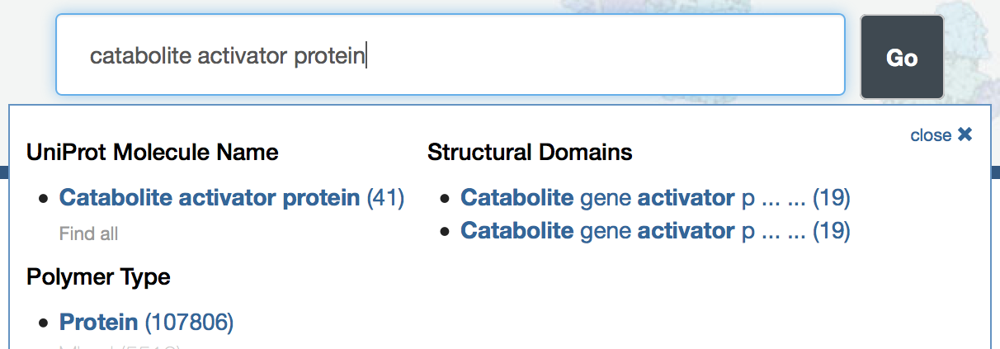 catabolite activator protein
Go
close ✖
UniProt Molecule Name
• Catabolite activator protein (41)
Find all
Structural Domains
• Catabolite gene activator p ... ... (19)
• Catabolite gene activator p ... ... (19)
Polymer Type
• Protein (107806)